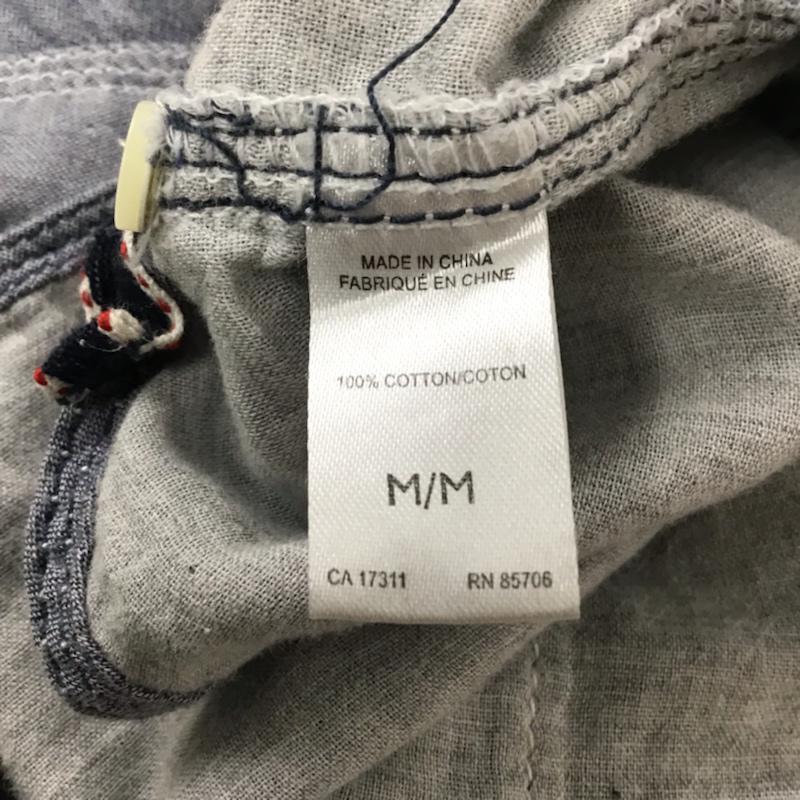 MADE IN CHINA
FABRIQUÉ EN CHINE
100% COTTON/COTON
M/M
CA 17311 RN 85706